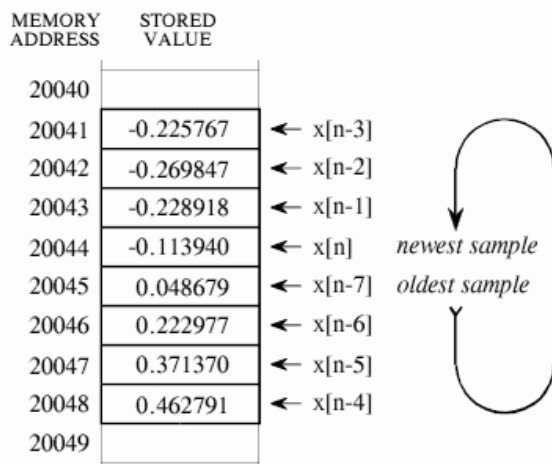 MEMORY ADDRESS STORED VALUE
20040
20041 -0.225767 x[n-3]
20042 -0.269847 x[n-2]
20043 -0.228918 x[n-1]
20044 -0.113940 x[n] newest sample
20045 0.048679 x[n-7] oldest sample
20046 0.222977 x[n-6]
20047 0.371370 x[n-5]
20048 0.462791 x[n-4]
20049